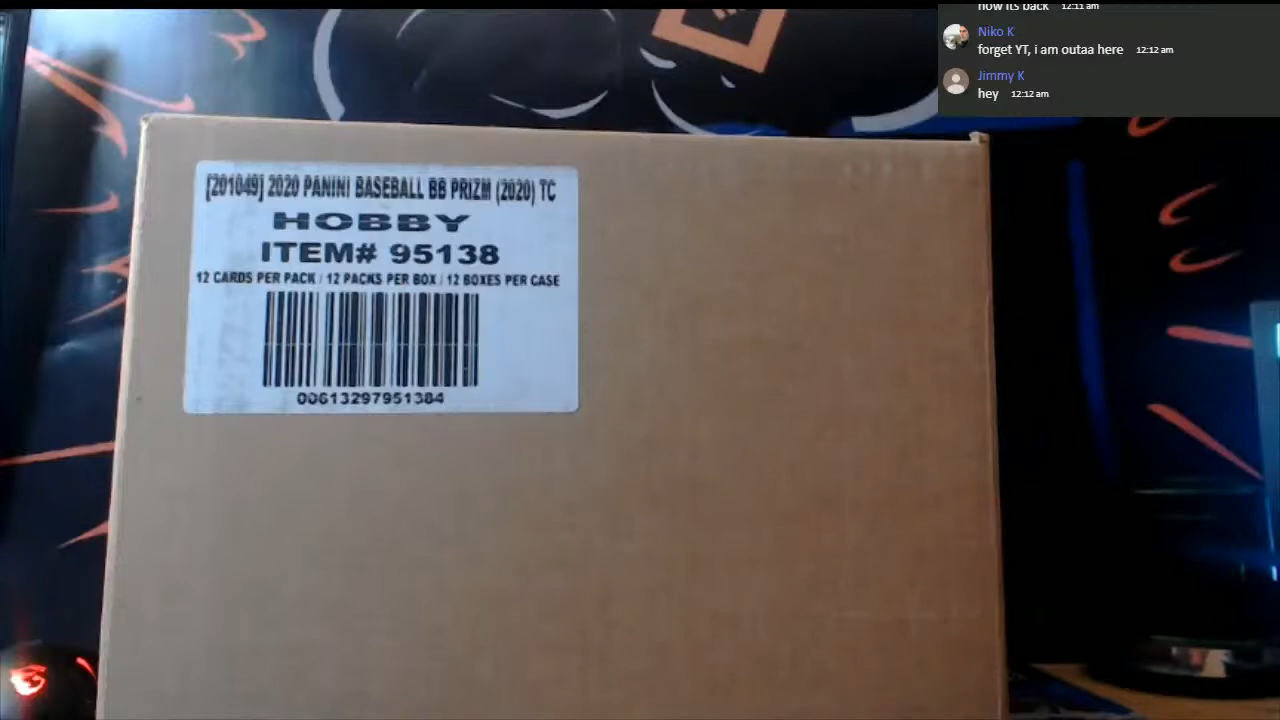 now its back 12:11 am
Niko K
forget YT, i am outaa here 12:12 am
Jimmy K
hey 12:12 am
[201049] 2020 PANINI BASEBALL BB PRIZM (2020) TC
HOBBY
ITEM# 95138
12 CARDS PER PACK / 12 PACKS PER BOX / 12 BOXES PER CASE
00613297951384